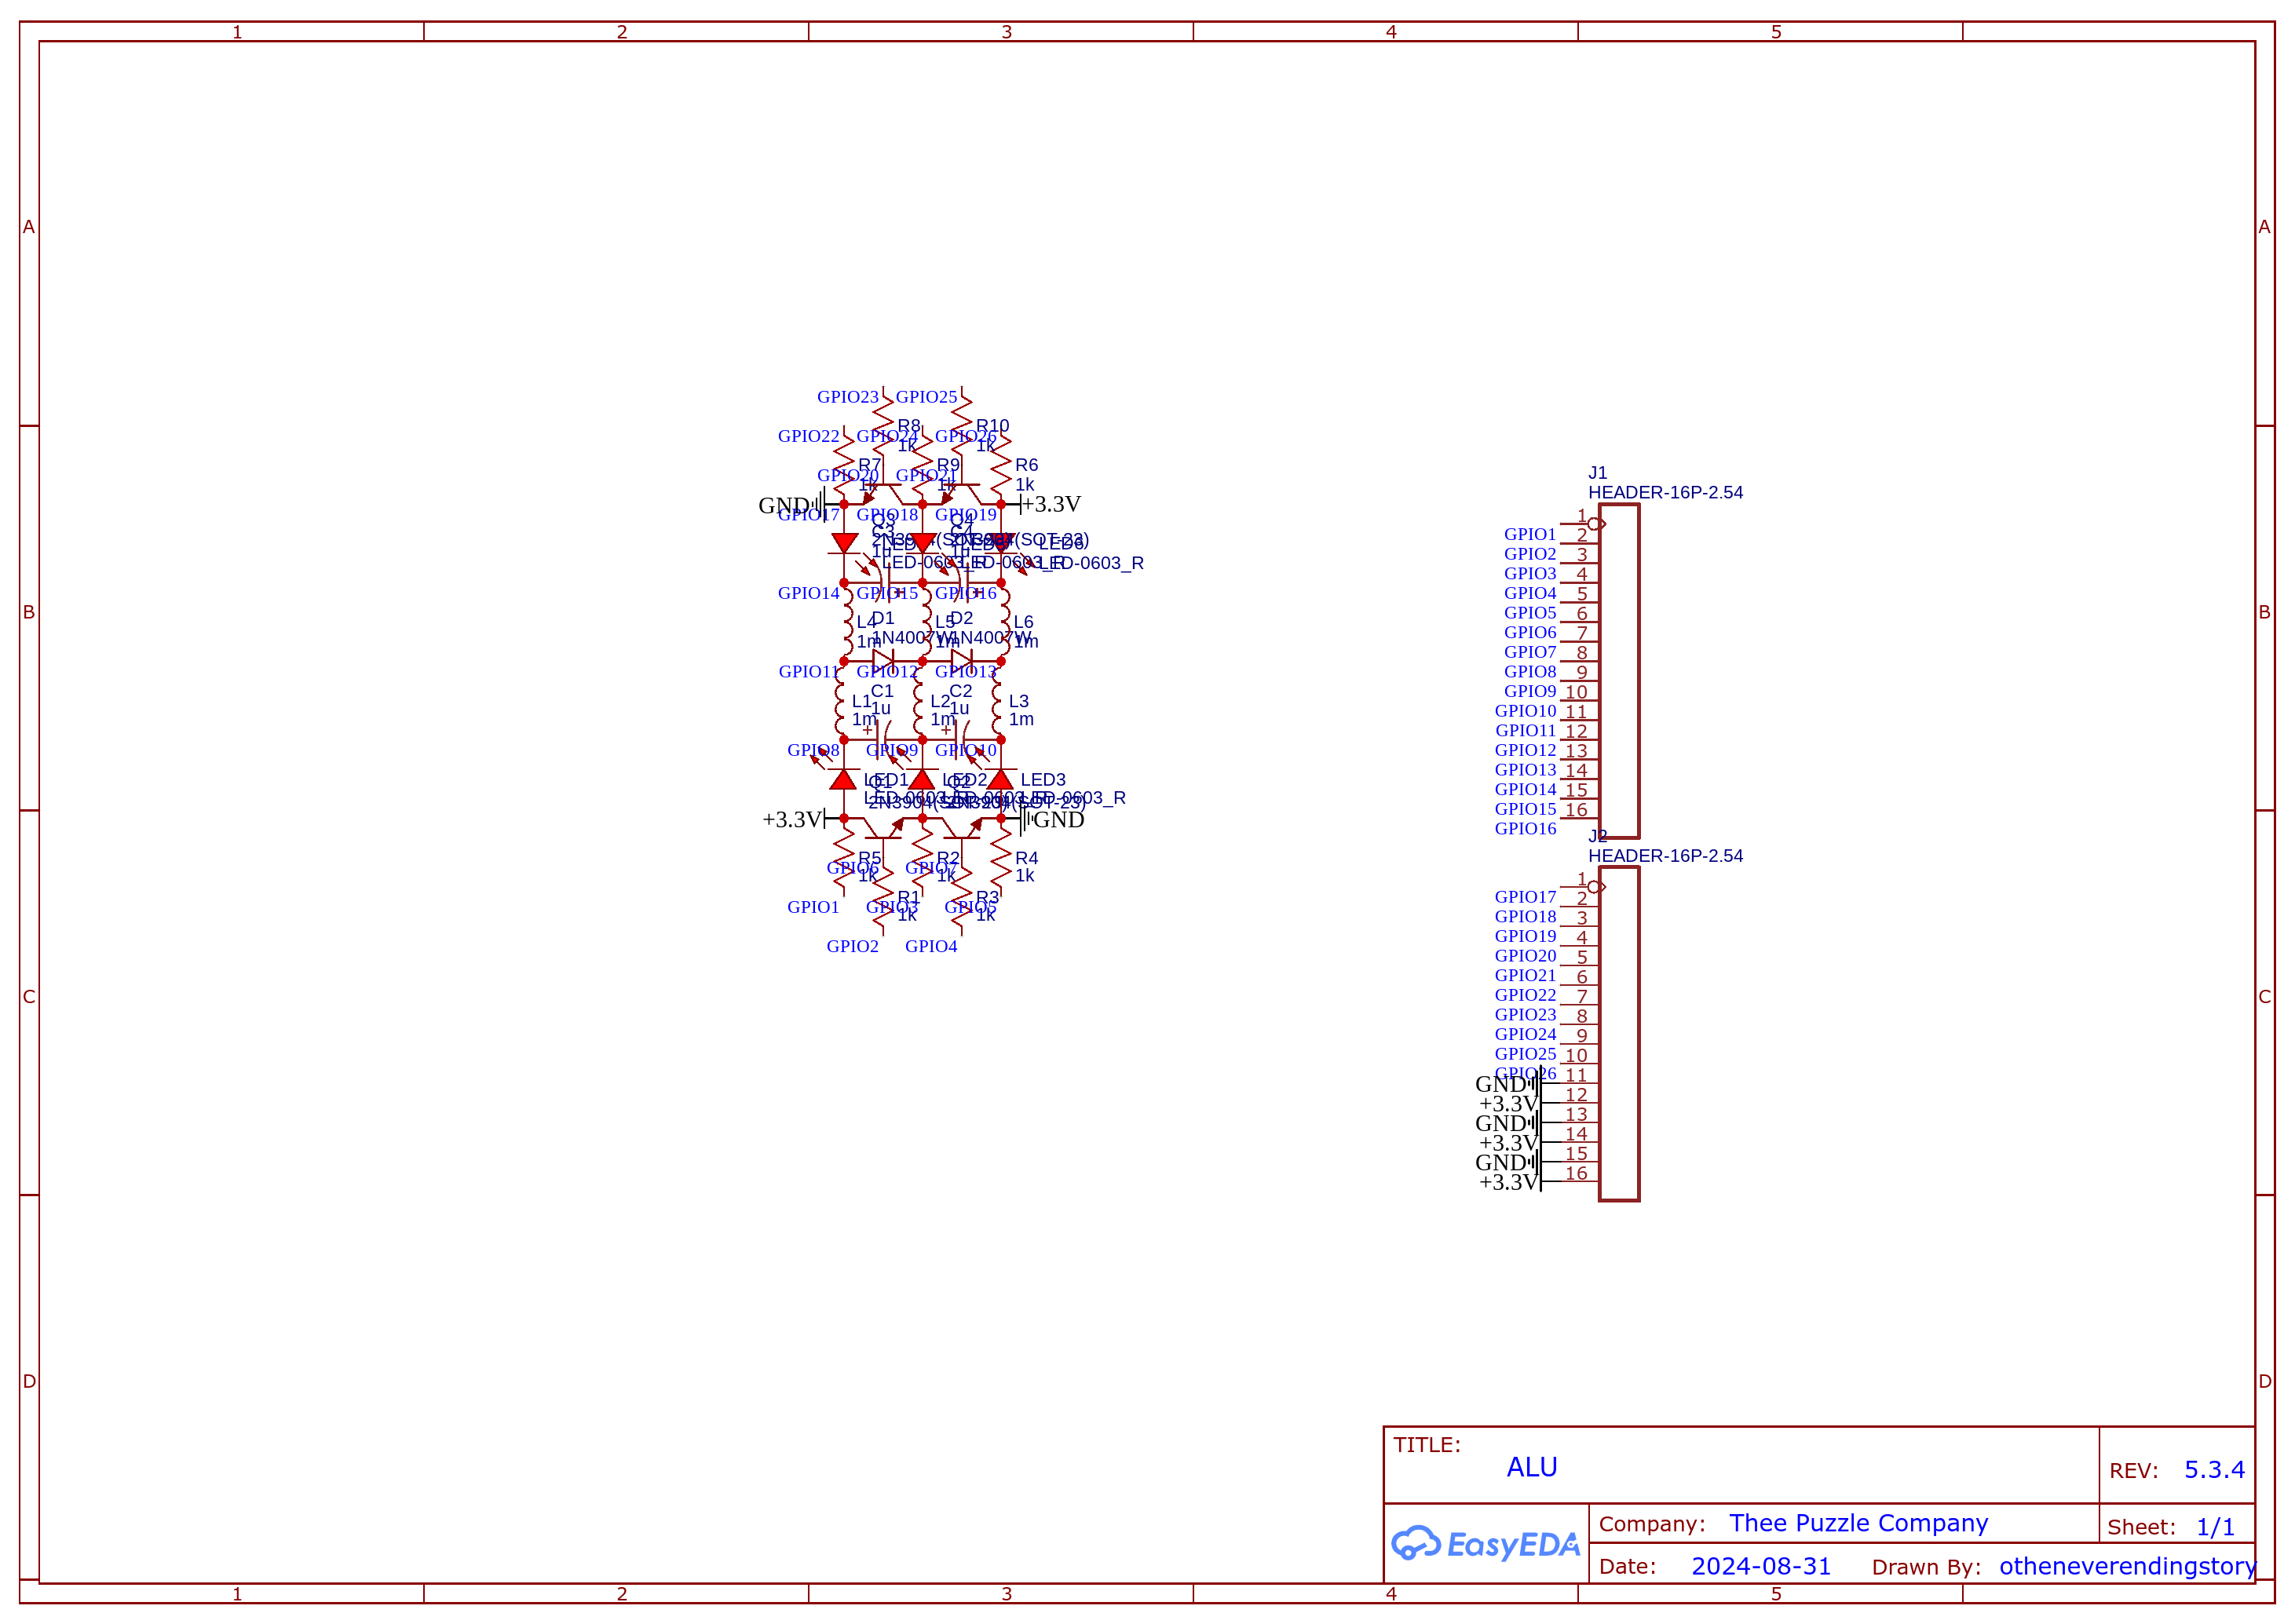 1 2 3 4 5
A A
GPIO23 GPIO25
R8 R10
GPIO22 GPIO24 GPIO26
1k 1k
R7 R9 R6
GPIO20 GPIO21
1k 1k 1k
GND +3.3V
GPIO17 GPIO18 GPIO19
Q3 Q4
C3 C4
2N3904(SOT-23) 2N3904(SOT-23)
LED6
1u 1u
LED-0603_R LED-0603_R LED-0603_R
GPIO14 GPIO15 GPIO16
B B
D1 D2
L4 L5 L6
1N4007W 1N4007W
1m 1m 1m
GPIO11 GPIO12 GPIO13
C1 C2
L1 L2 L3
1u 1u
1m 1m 1m
+ +
GPIO8 GPIO9 GPIO10
LED1 LED2 LED3
Q1 Q2
LED-0603_R LED-0603_R LED-0603_R
2N3904(SOT-23) 2N3904(SOT-23)
+3.3V GND
R5 R2 R4
GPIO6 GPIO7
1k 1k 1k
R1 R3
GPIO1 GPIO3 GPIO5
1k 1k
GPIO2 GPIO4
J1
HEADER-16P-2.54
1
GPIO1 2
GPIO2 3
GPIO3 4
GPIO4 5
GPIO5 6
GPIO6 7
GPIO7 8
GPIO8 9
GPIO9 10
GPIO10 11
GPIO11 12
GPIO12 13
GPIO13 14
GPIO14 15
GPIO15 16
GPIO16
J2
HEADER-16P-2.54
1
GPIO17 2
GPIO18 3
GPIO19 4
GPIO20 5
GPIO21 6
GPIO22 7
GPIO23 8
GPIO24 9
GPIO25 10
GPIO26 11
GND
12
+3.3V
13
GND
14
+3.3V
15
GND
16
+3.3V
C C
D D
TITLE:
ALU
REV: 5.3.4
EasyEDA
Company: Thee Puzzle Company
Sheet: 1/1
Date: 2024-08-31 Drawn By: otheneverendingstory
1 2 3 4 5